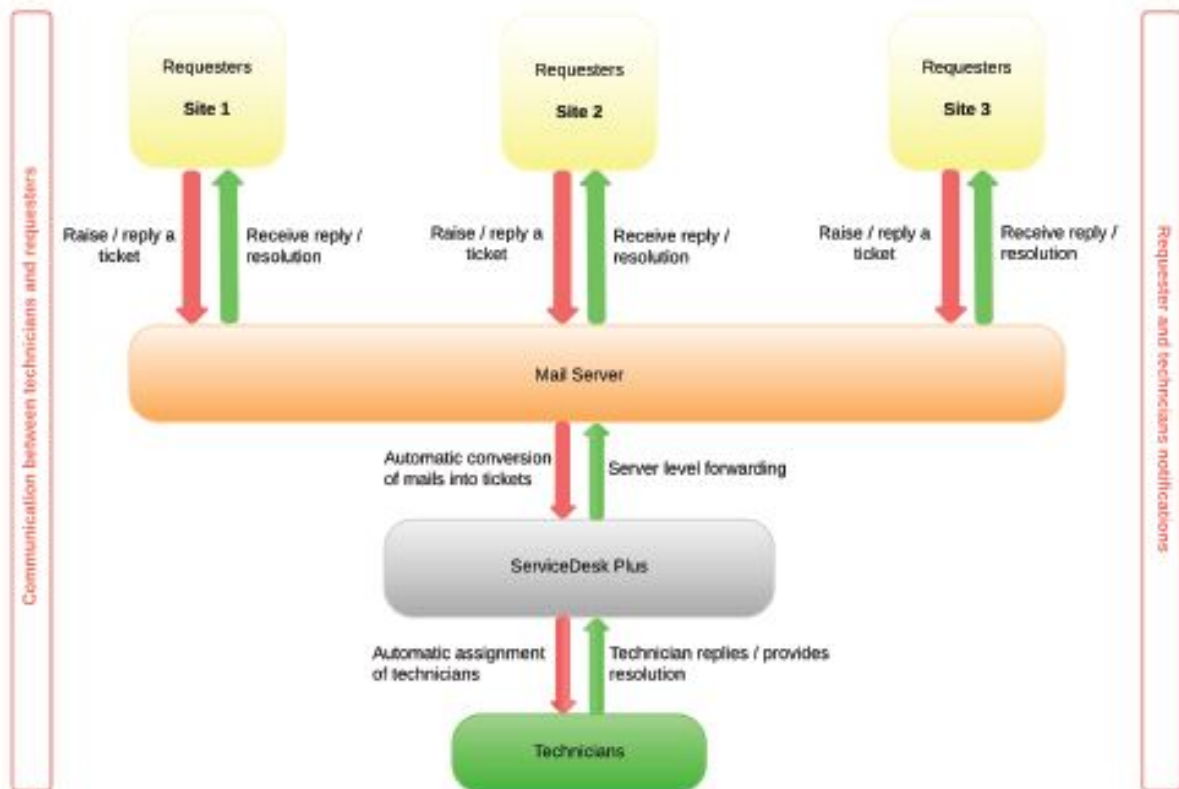 Communication between technicians and requesters
Requesters
Site 1
Requesters
Site 2
Requesters
Site 3
Raise / reply a
ticket
Receive reply /
resolution
Raise / reply a
ticket
Receive reply /
resolution
Raise / reply a
ticket
Receive reply /
resolution
Mail Server
Automatic conversion
of mails into tickets
Server level forwarding
ServiceDesk Plus
Automatic assignment
of technicians
Technician replies / provides
resolution
Technicians
Requester and techncians notifications